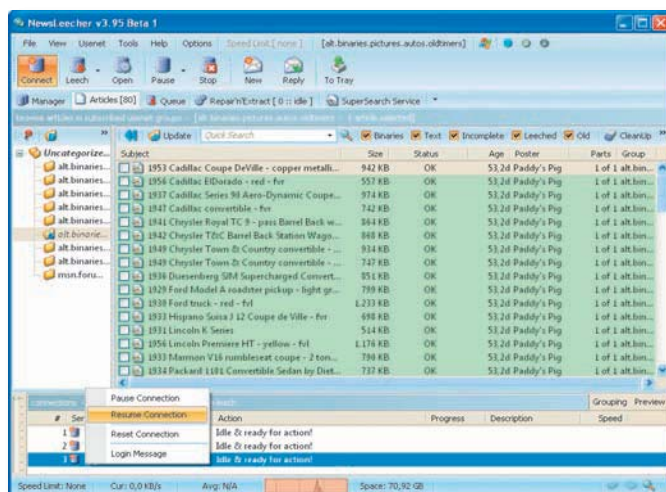 NewsLeecher v3.95 Beta 1
File View Usenet Tools Help Options Speed Limit [ none ] [alt.binaries.pictures.autos.oldtimers]
Connect Leech Open Pause Stop New Reply To Tray
Manager Articles [80] Queue Repair'n'Extract [ 0 :: idle ] SuperSearch Service
Update Quick Search Binaries Text Incomplete Leeched Old CleanUp
Uncategorize... Subject Size Status Age Poster Parts Group
alt.binaries... 1953 Cadillac Coupe DeVille - copper metalli... 942 KB OK 53,2d Paddy's Pig 1 of 1 alt.bin...
alt.binaries... 1956 Cadillac ElDorado - red - fvr 557 KB OK 53,2d Paddy's Pig 1 of 1 alt.bin...
alt.binaries... 1937 Cadillac Series 90 Aero-Dynamic Coupe... 974 KB OK 53,2d Paddy's Pig 1 of 1 alt.bin...
alt.binaries... 1947 Cadillac convertible - fvr 742 KB OK 53,2d Paddy's Pig 1 of 1 alt.bin...
alt.binaries... 1941 Chrysler Royal TC 9 - pass Barrel Back w... 864 KB OK 53,2d Paddy's Pig 1 of 1 alt.bin...
alt.binarie... 1942 Chrysler T&C Barrel Back Station Wago... 868 KB OK 53,2d Paddy's Pig 1 of 1 alt.bin...
alt.binaries... 1949 Chrysler Town & Country convertible - ... 934 KB OK 53,2d Paddy's Pig 1 of 1 alt.bin...
alt.binaries... 1949 Chrysler Town & Country convertible - ... 747 KB OK 53,2d Paddy's Pig 1 of 1 alt.bin...
msn.foru... 1936 Duesenberg SJM Supercharged Convert... 851 KB OK 53,2d Paddy's Pig 1 of 1 alt.bin...
1929 Ford Model A roadster pickup - light gr... 799 KB OK 53,2d Paddy's Pig 1 of 1 alt.bin...
1938 Ford truck - red - fvl 1.233 KB OK 53,2d Paddy's Pig 1 of 1 alt.bin...
1933 Hispano Suiza J 12 Coupe de Ville - fvr 698 KB OK 53,2d Paddy's Pig 1 of 1 alt.bin...
1931 Lincoln K Series 514 KB OK 53,2d Paddy's Pig 1 of 1 alt.bin...
1956 Lincoln Premiere HT - yellow - fvl 1.176 KB OK 53,2d Paddy's Pig 1 of 1 alt.bin...
1933 Marmon V16 rumbleseat coupe - 2 ton... 790 KB OK 53,2d Paddy's Pig 1 of 1 alt.bin...
1934 Packard 1101 Convertible Sedan by Diet... 737 KB OK 53,2d Paddy's Pig 1 of 1 alt.bin...
Pause Connection
Resume Connection
Reset Connection
Login Message
Grouping Preview
# Ser Action Progress Description Speed
1 Idle & ready for action!
2 Idle & ready for action!
3 Idle & ready for action!
Speed Limit: None Cur: 0,0 KB/s Avg: N/A Space: 70,92 GB